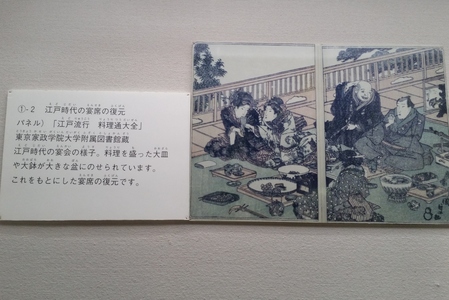 ①-2 江戸時代の宴席の復元
パネル)「江戸流行 料理通大全」
東京家政学院大学附属図書館蔵
江戸時代の宴会の様子。料理を盛った大皿
や大鉢が大きな盆にのせられています。
これをもとにした宴席の復元です。